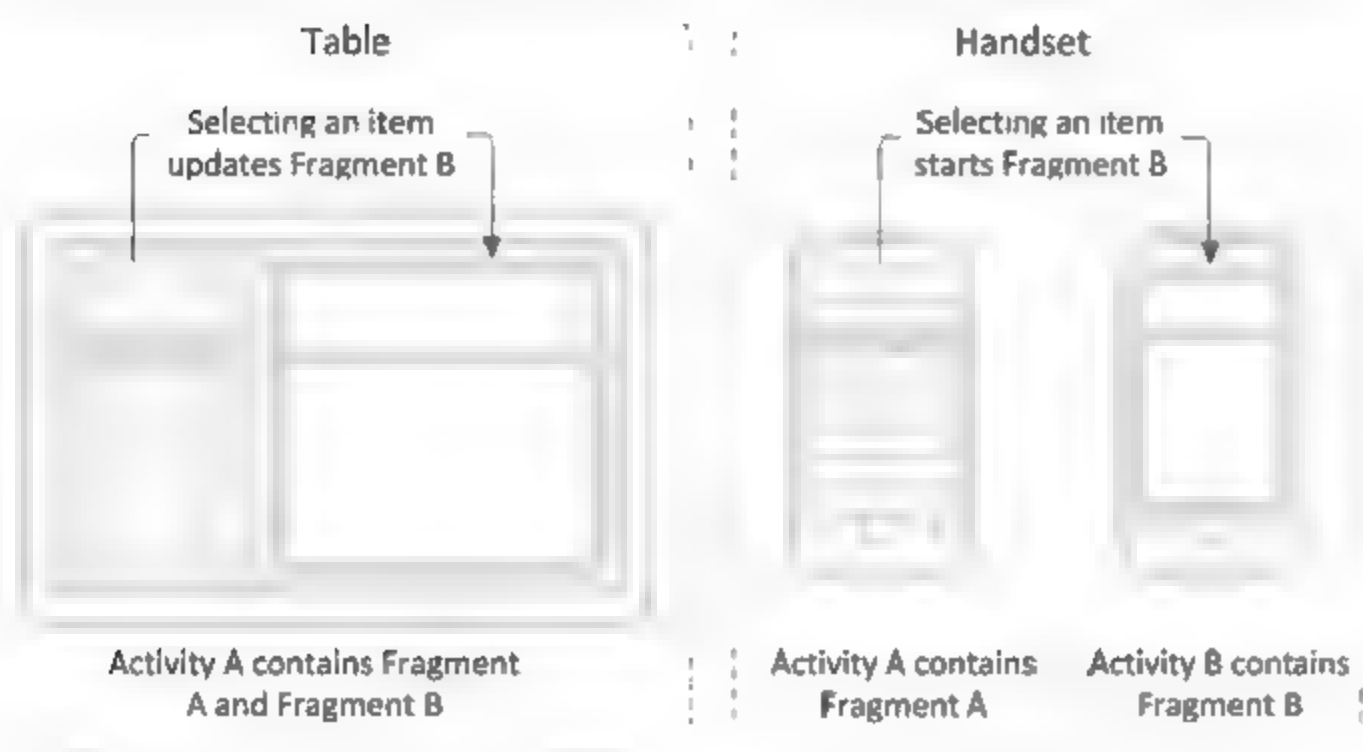 Table
Selecting an item
updates Fragment B
Activity A contains Fragment
A and Fragment B
Handset
Selecting an item
starts Fragment B
Activity A contains
Fragment A
Activity B contains
Fragment B